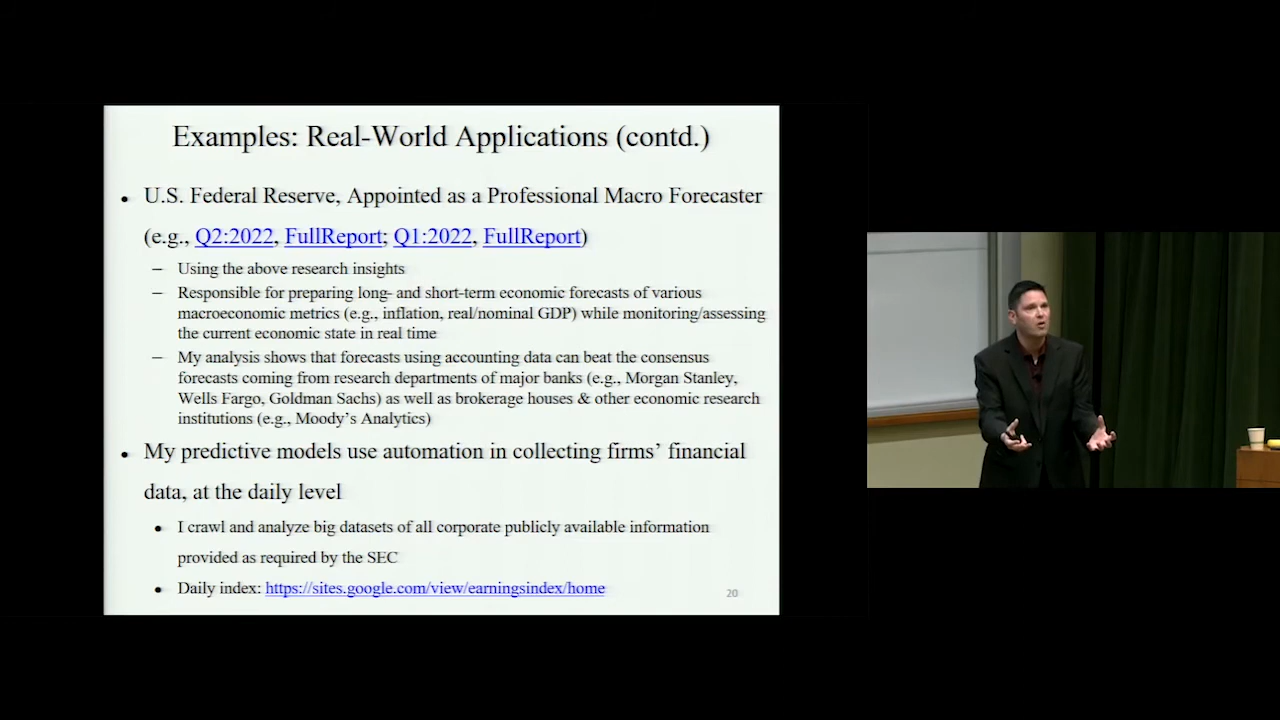 Examples: Real-World Applications (contd.)
• U.S. Federal Reserve, Appointed as a Professional Macro Forecaster
(e.g., Q2:2022, FullReport; Q1:2022, FullReport)
– Using the above research insights
– Responsible for preparing long- and short-term economic forecasts of various
macroeconomic metrics (e.g., inflation, real/nominal GDP) while monitoring/assessing
the current economic state in real time
– My analysis shows that forecasts using accounting data can beat the consensus
forecasts coming from research departments of major banks (e.g., Morgan Stanley,
Wells Fargo, Goldman Sachs) as well as brokerage houses & other economic research
institutions (e.g., Moody's Analytics)
• My predictive models use automation in collecting firms' financial
data, at the daily level
• I crawl and analyze big datasets of all corporate publicly available information
provided as required by the SEC
• Daily index: https://sites.google.com/view/earningsindex/home
20